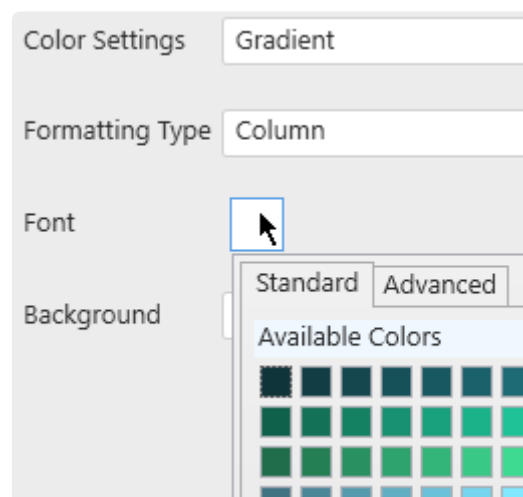 Color Settings Gradient
Formatting Type Column
Font
Standard Advanced
Background
Available Colors